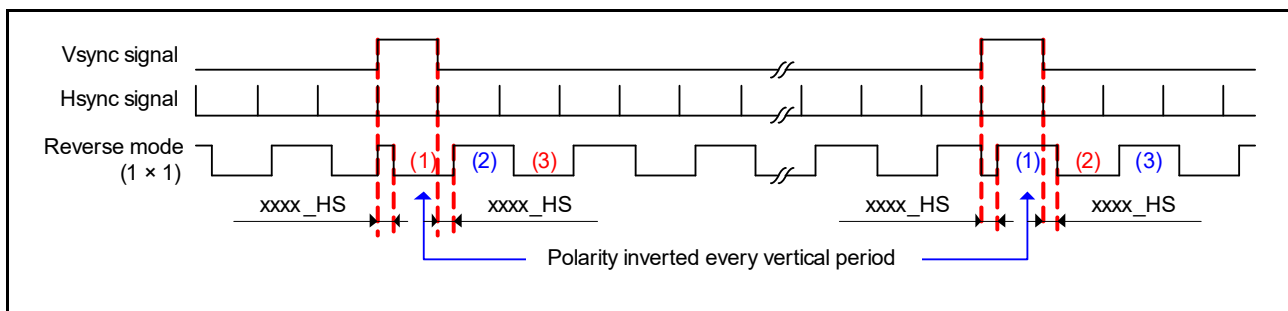 Vsync signal
Hsync signal
Reverse mode
(1 × 1)
(1) (2) (3) (1) (2) (3)
xxxx_HS xxxx_HS xxxx_HS xxxx_HS
Polarity inverted every vertical period